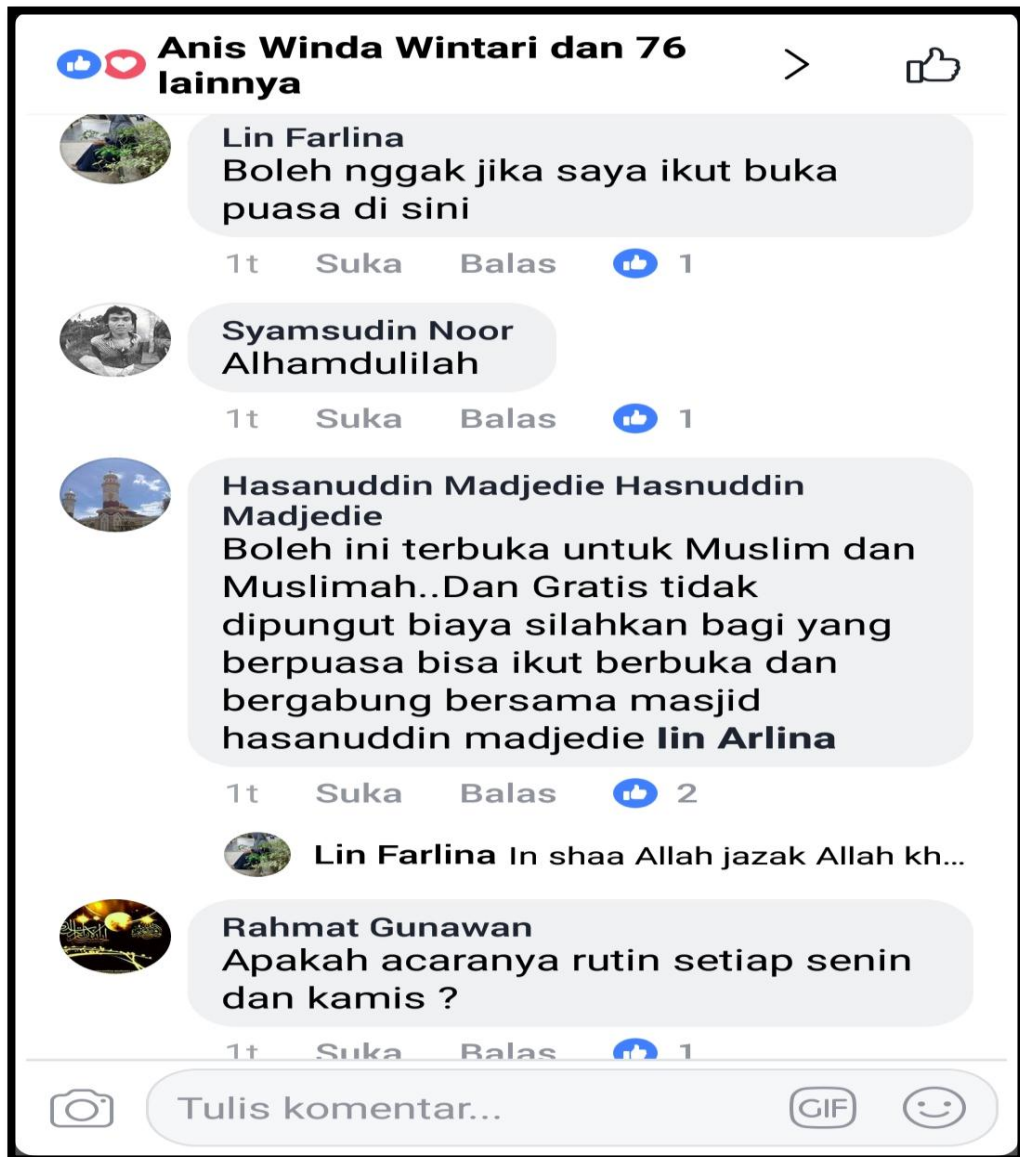 Anis Winda Wintari dan 76
lainnya
Lin Farlina
Boleh nggak jika saya ikut buka
puasa di sini
1t Suka Balas 1
Syamsudin Noor
Alhamdulilah
1t Suka Balas 1
Hasanuddin Madjedie Hasnuddin
Madjedie
Boleh ini terbuka untuk Muslim dan
Muslimah..Dan Gratis tidak
dipungut biaya silahkan bagi yang
berpuasa bisa ikut berbuka dan
bergabung bersama masjid
hasanuddin madjedie Iin Arlina
1t Suka Balas 2
Lin Farlina In shaa Allah jazak Allah kh...
Rahmat Gunawan
Apakah acaranya rutin setiap senin
dan kamis ?
1t Suka Balas 1
Tulis komentar...
GIF